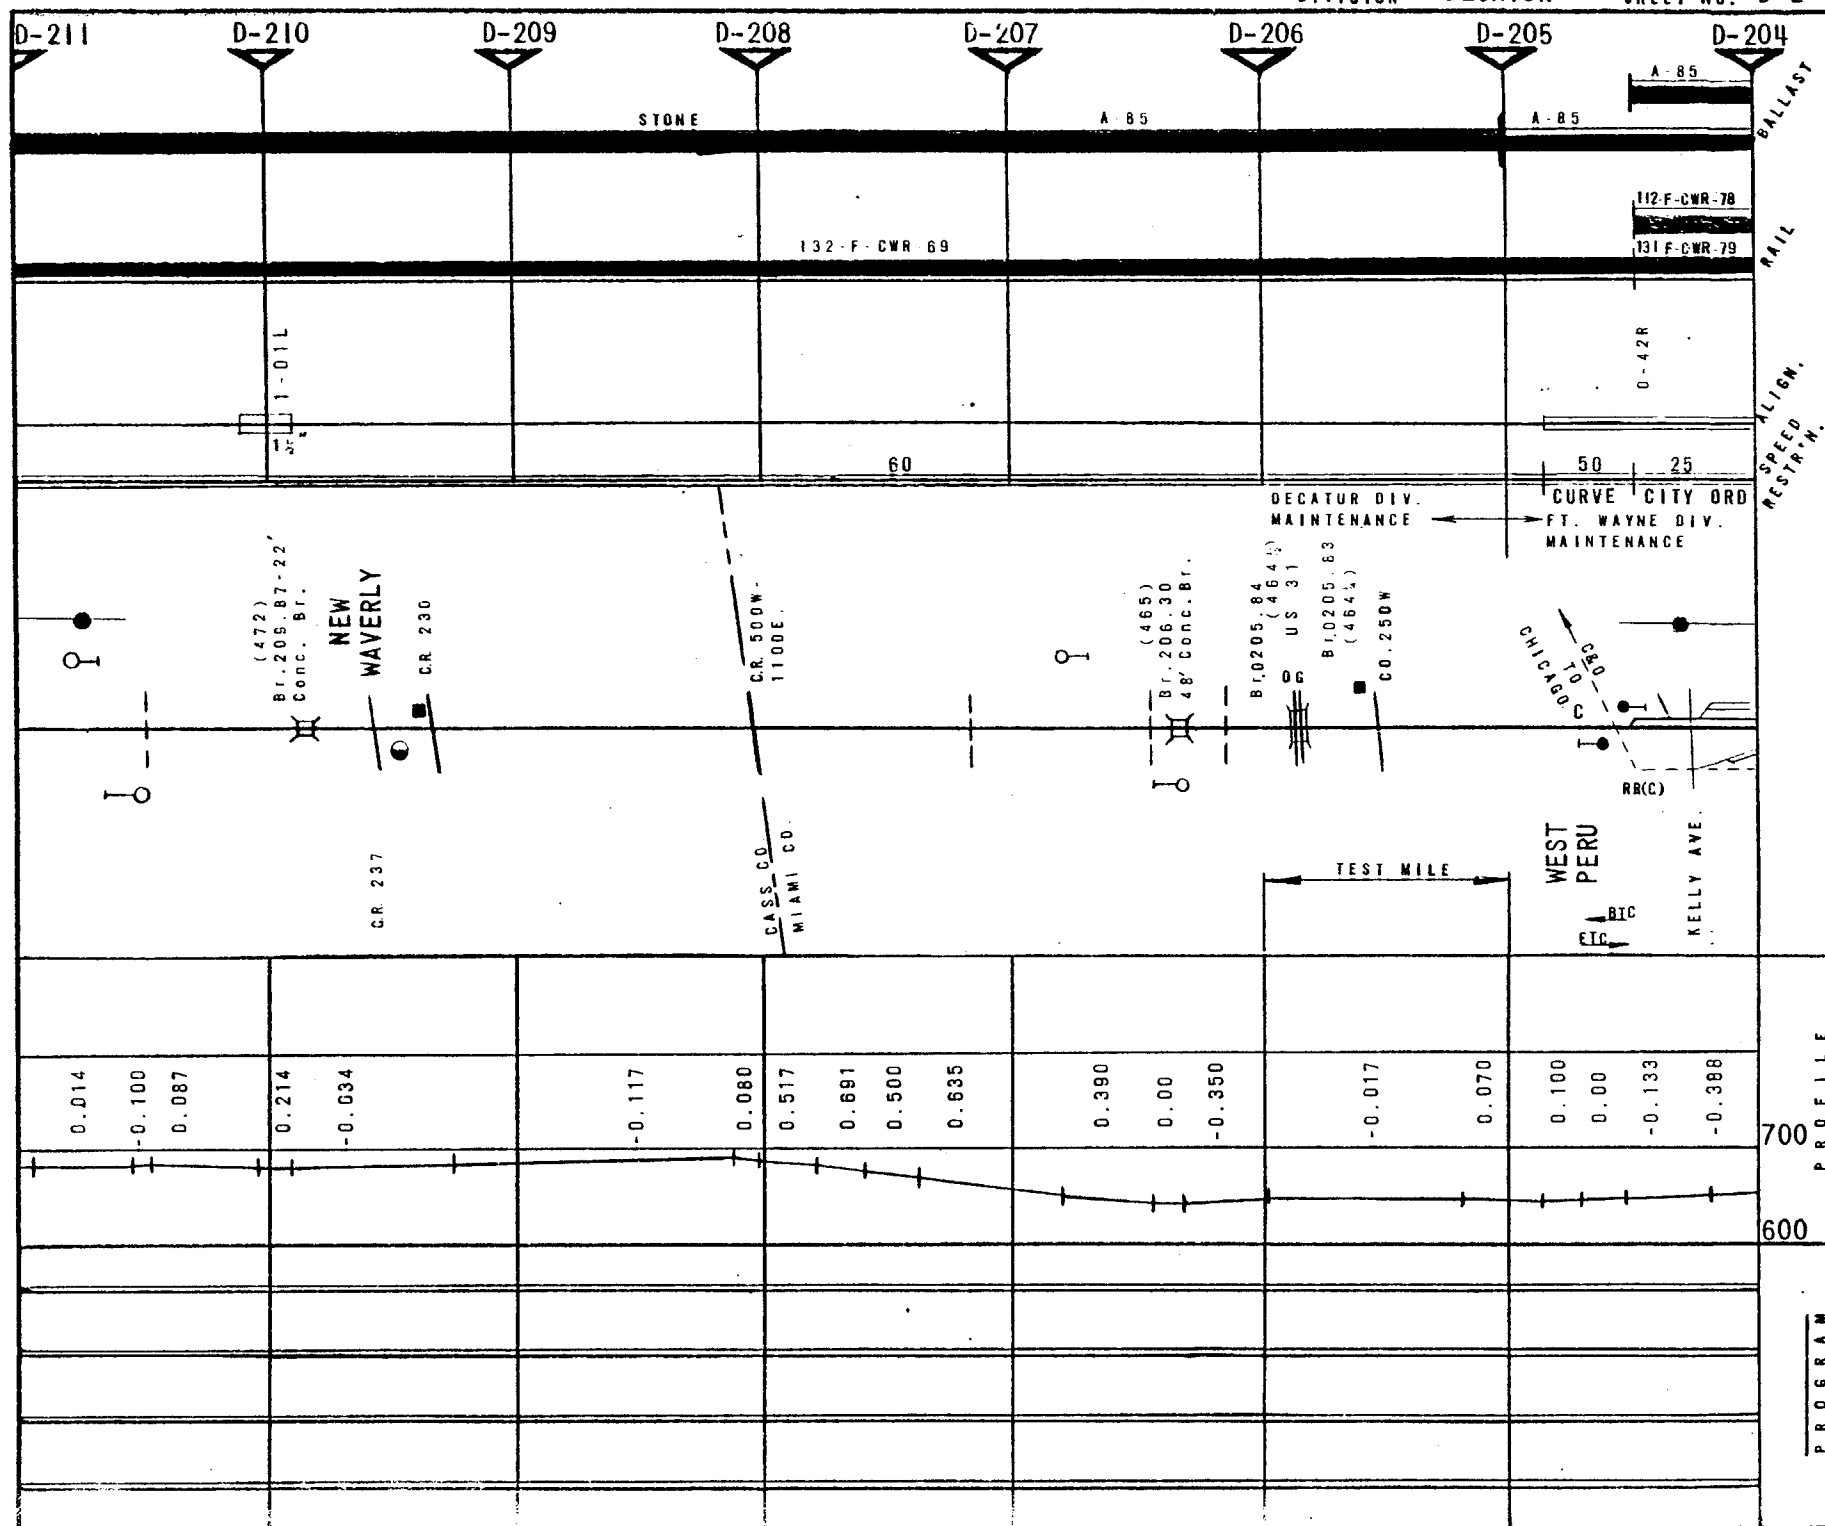 D-211 D-210 D-209 D-208 D-207 D-206 D-205 D-204
A-85
STONE A-85 A-85
BALLAST
112-F-CWR-78
132-F-CWR-69 131 F-CWR-79
RAIL
1-01L
0-42R
ALIGN.
60 50 25
SPEED
RESTR'N.
CURVE CITY ORD
DECATUR DIV.
MAINTENANCE
FT. WAYNE DIV.
MAINTENANCE
(472)
Br.209.87-22'
Conc. Br.
NEW
WAVERLY
C.R. 230
C.R. 500W.-
1100E.
(465)
Br.206.30
48' Conc.Br.
Br.0205.84
US 31
OG
Br.0205.83
CO.250W
C&O
TO
CHICAGO
C
RR(C)
C.R. 237
CASS CO.
MIAMI CO.
TEST MILE
WEST
PERU
BTC
ETC
KELLY AVE.
0.014 -0.100 0.087 0.214 -0.034 -0.117 0.080 0.517 0.691 0.500 0.635 0.390 0.00 -0.350 -0.017 0.070 0.100 0.00 -0.133 -0.388
700
600
PROFILE
PROGRAM